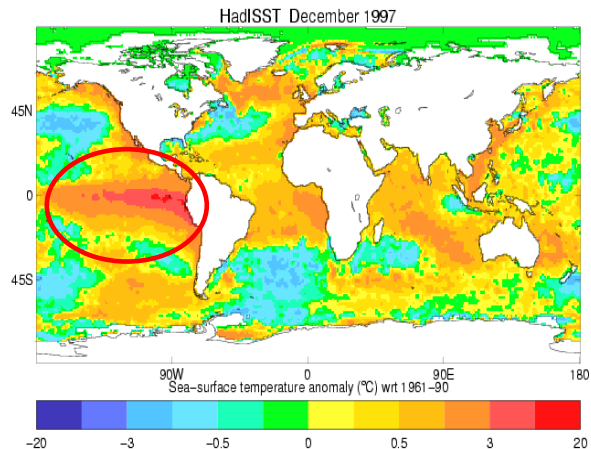 HadISST December 1997
45N
0
45S
90W 0 90E 180
Sea-surface temperature anomaly (°C) wrt 1961-90
-20 -3 -0.5 0 0.5 3 20